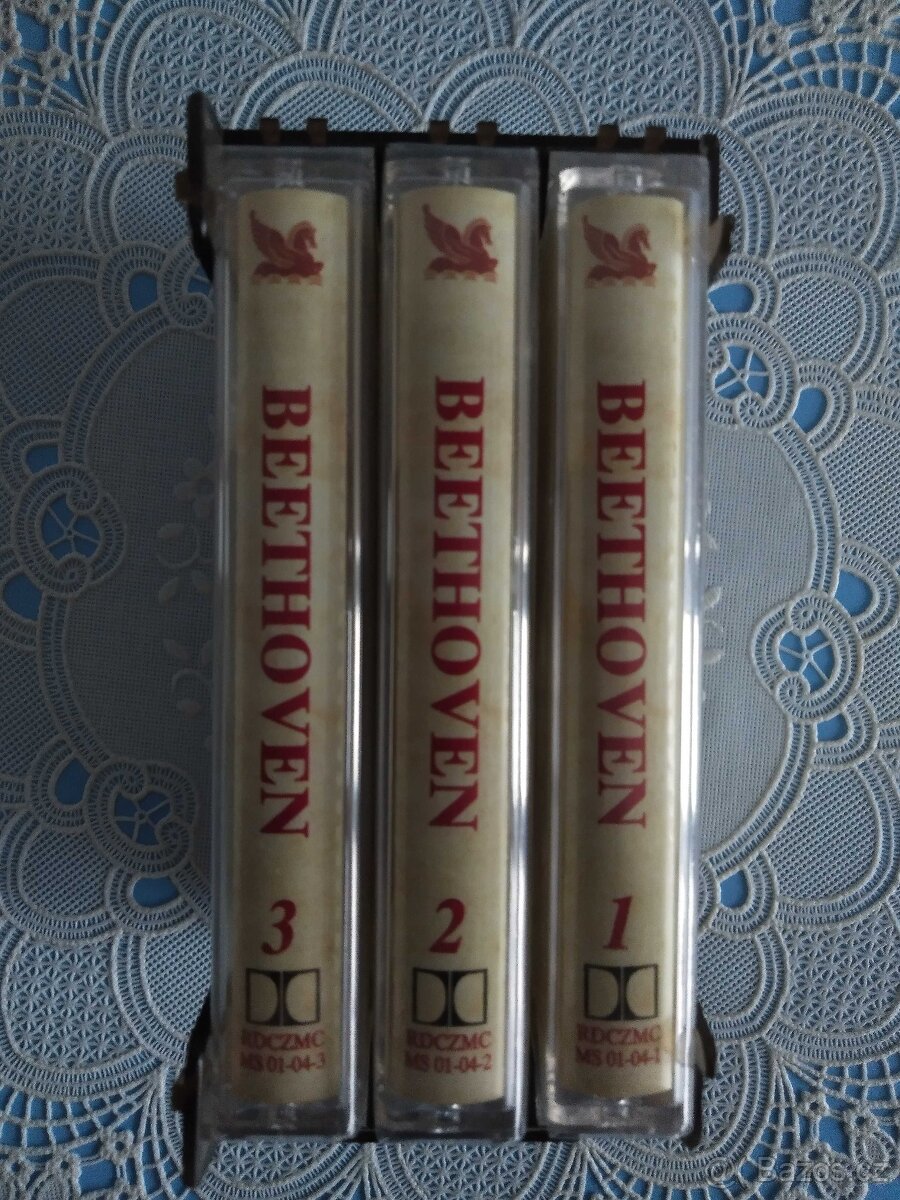 BEETHOVEN
3
RDCZMC
MS 01-04-3
BEETHOVEN
2
RDCZMC
MS 01-04-2
BEETHOVEN
1
RDCZMC
MS 01-04-1
© Bazos.cz